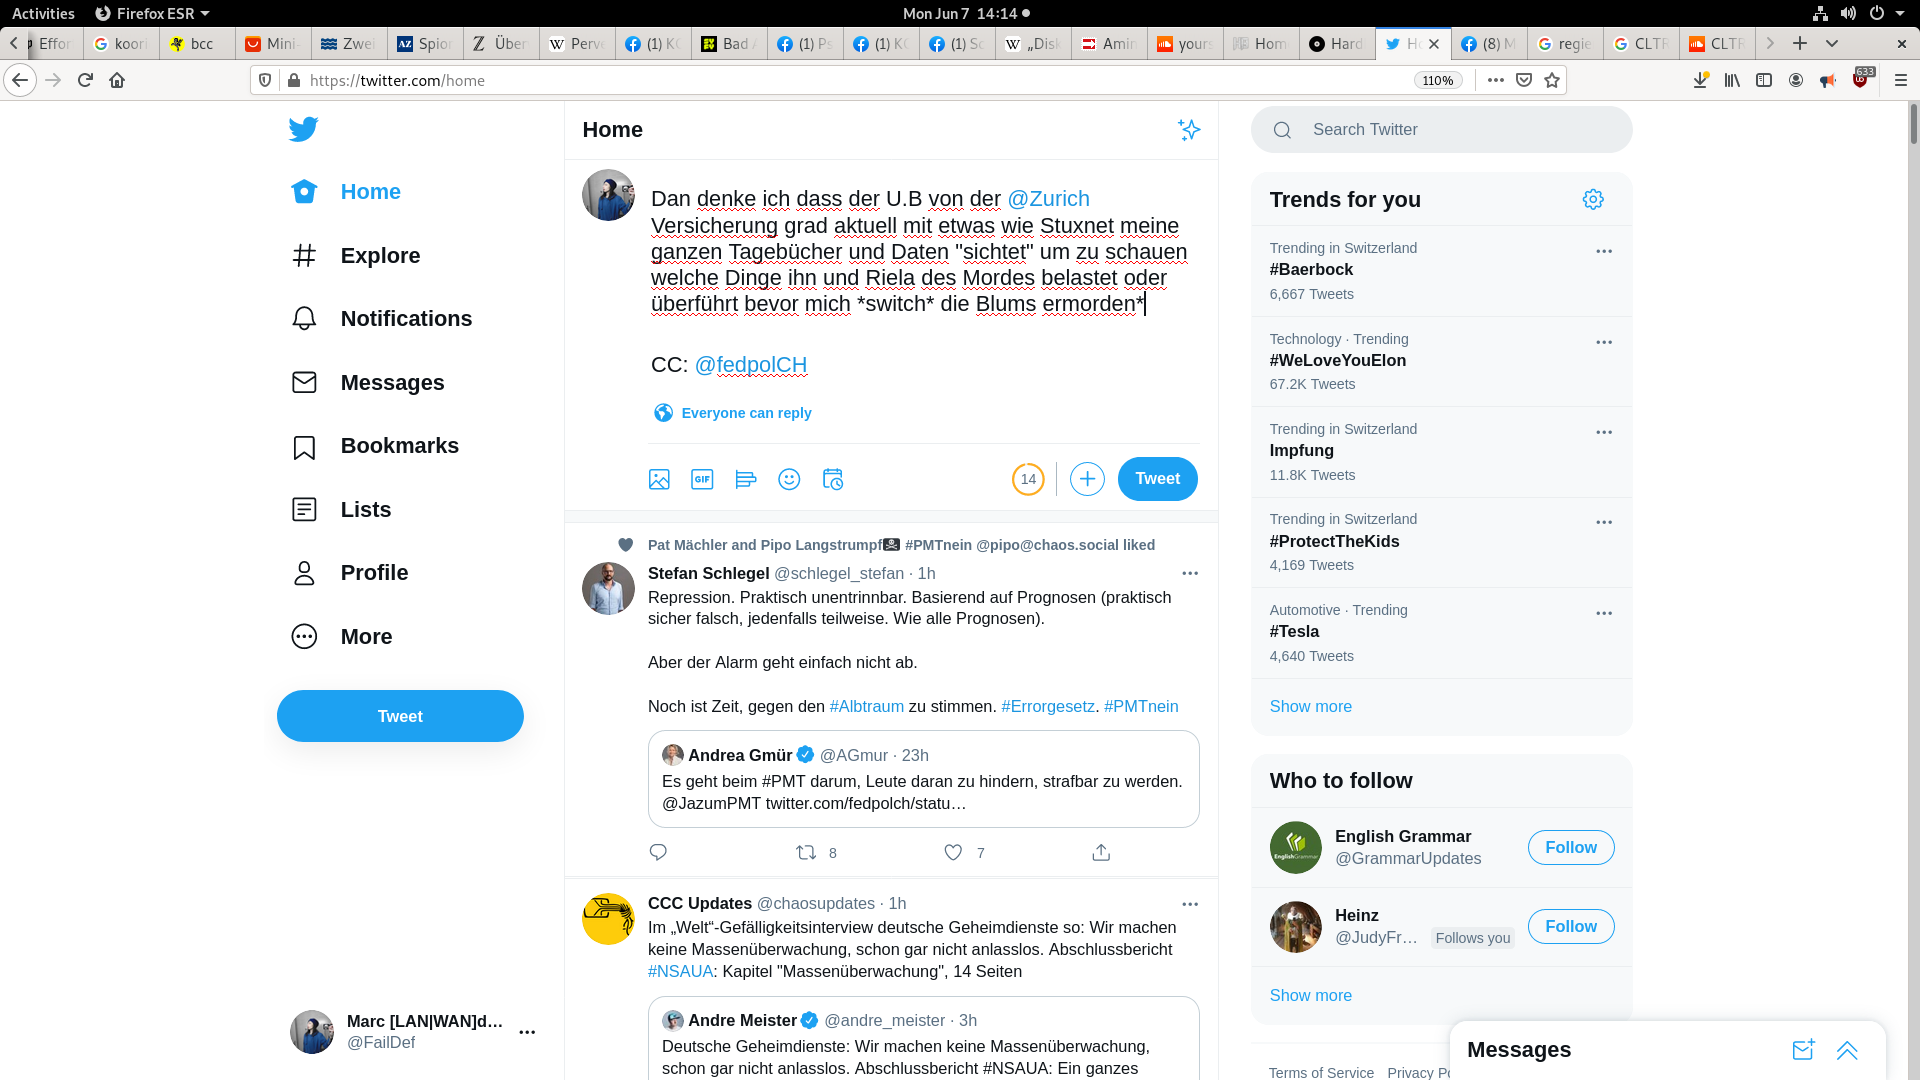 Activities Firefox ESR Mon Jun 7 14:14
Effor koor bcc Mini- Zwei Spion Über Perve (1) KC Bad (1) Ps (1) KC (1) Sc „Disk Amin yours Hom Hard Ho (8) M regie CLTR CLTR
https://twitter.com/home 110% 633
Home
Explore
Notifications
Messages
Bookmarks
Lists
Profile
More
Tweet
Marc [LAN|WAN]d…
@FailDef
Home
Dan denke ich dass der U.B von der @Zurich
Versicherung grad aktuell mit etwas wie Stuxnet meine
ganzen Tagebücher und Daten "sichtet" um zu schauen
welche Dinge ihn und Riela des Mordes belastet oder
überführt bevor mich *switch* die Blums ermorden*
CC: @fedpolCH
Everyone can reply
GIF 14 Tweet
Pat Mächler and Pipo Langstrumpf🏴‍☠️ #PMTnein @pipo@chaos.social liked
Stefan Schlegel @schlegel_stefan · 1h
Repression. Praktisch unentrinnbar. Basierend auf Prognosen (praktisch
sicher falsch, jedenfalls teilweise. Wie alle Prognosen).
Aber der Alarm geht einfach nicht ab.
Noch ist Zeit, gegen den #Albtraum zu stimmen. #Errorgesetz. #PMTnein
Andrea Gmür @AGmur · 23h
Es geht beim #PMT darum, Leute daran zu hindern, strafbar zu werden.
@JazumPMT twitter.com/fedpolch/statu…
8 7
CCC Updates @chaosupdates · 1h
Im „Welt“-Gefälligkeitsinterview deutsche Geheimdienste so: Wir machen
keine Massenüberwachung, schon gar nicht anlasslos. Abschlussbericht
#NSAUA: Kapitel "Massenüberwachung", 14 Seiten
Andre Meister @andre_meister · 3h
Deutsche Geheimdienste: Wir machen keine Massenüberwachung,
schon gar nicht anlasslos. Abschlussbericht #NSAUA: Ein ganzes
Search Twitter
Trends for you
Trending in Switzerland
#Baerbock
6,667 Tweets
Technology · Trending
#WeLoveYouElon
67.2K Tweets
Trending in Switzerland
Impfung
11.8K Tweets
Trending in Switzerland
#ProtectTheKids
4,169 Tweets
Automotive · Trending
#Tesla
4,640 Tweets
Show more
Who to follow
English Grammar
@GrammarUpdates
Follow
Heinz
@JudyFr… Follows you
Follow
Show more
Terms of Service Privacy Po
Messages